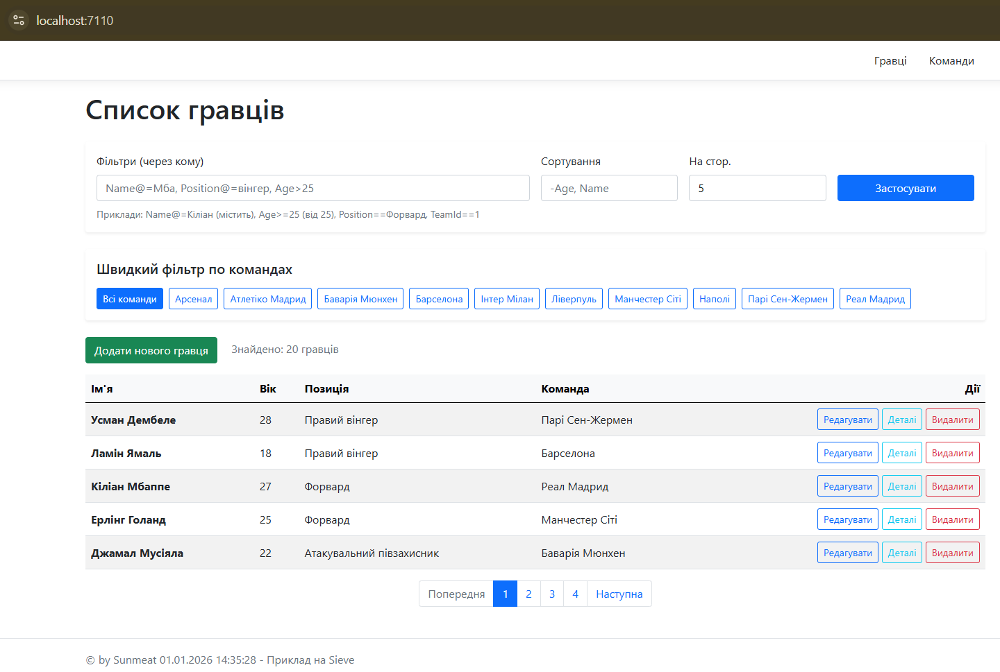 localhost:7110
Гравці Команди
Список гравців
Фільтри (через кому) Сортування На стор.
Name@=Мба, Position@=вінгер, Age>25 -Age, Name 5 Застосувати
Приклади: Name@=Кіліан (містить), Age>=25 (від 25), Position==Форвард, TeamId==1
Швидкий фільтр по командах
Всі команди Арсенал Атлетіко Мадрид Баварія Мюнхен Барселона Інтер Мілан Ліверпуль Манчестер Сіті Наполі Парі Сен-Жермен Реал Мадрид
Додати нового гравця Знайдено: 20 гравців
Ім'я Вік Позиція Команда Дії
Усман Дембеле 28 Правий вінгер Парі Сен-Жермен Редагувати Деталі Видалити
Ламін Ямаль 18 Правий вінгер Барселона Редагувати Деталі Видалити
Кіліан Мбаппе 27 Форвард Реал Мадрид Редагувати Деталі Видалити
Ерлінг Голанд 25 Форвард Манчестер Сіті Редагувати Деталі Видалити
Джамал Мусіяла 22 Атакувальний півзахисник Баварія Мюнхен Редагувати Деталі Видалити
Попередня 1 2 3 4 Наступна
© by Sunmeat 01.01.2026 14:35:28 - Приклад на Sieve